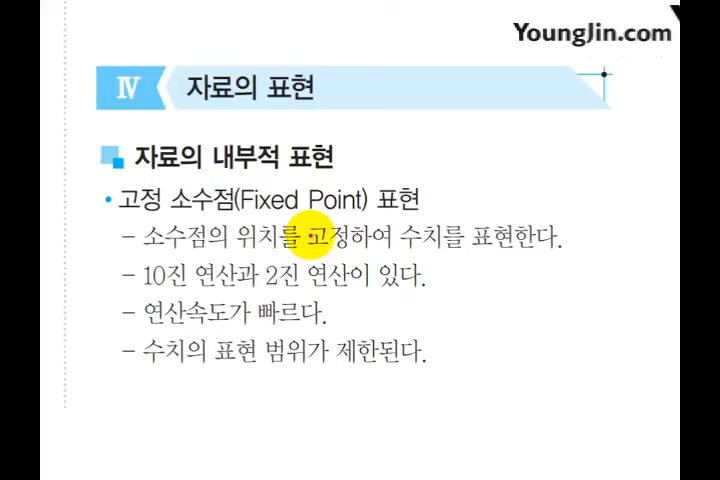 YoungJin.com
Ⅳ 자료의 표현
자료의 내부적 표현
• 고정 소수점(Fixed Point) 표현
– 소수점의 위치를 고정하여 수치를 표현한다.
– 10진 연산과 2진 연산이 있다.
– 연산속도가 빠르다.
– 수치의 표현 범위가 제한된다.